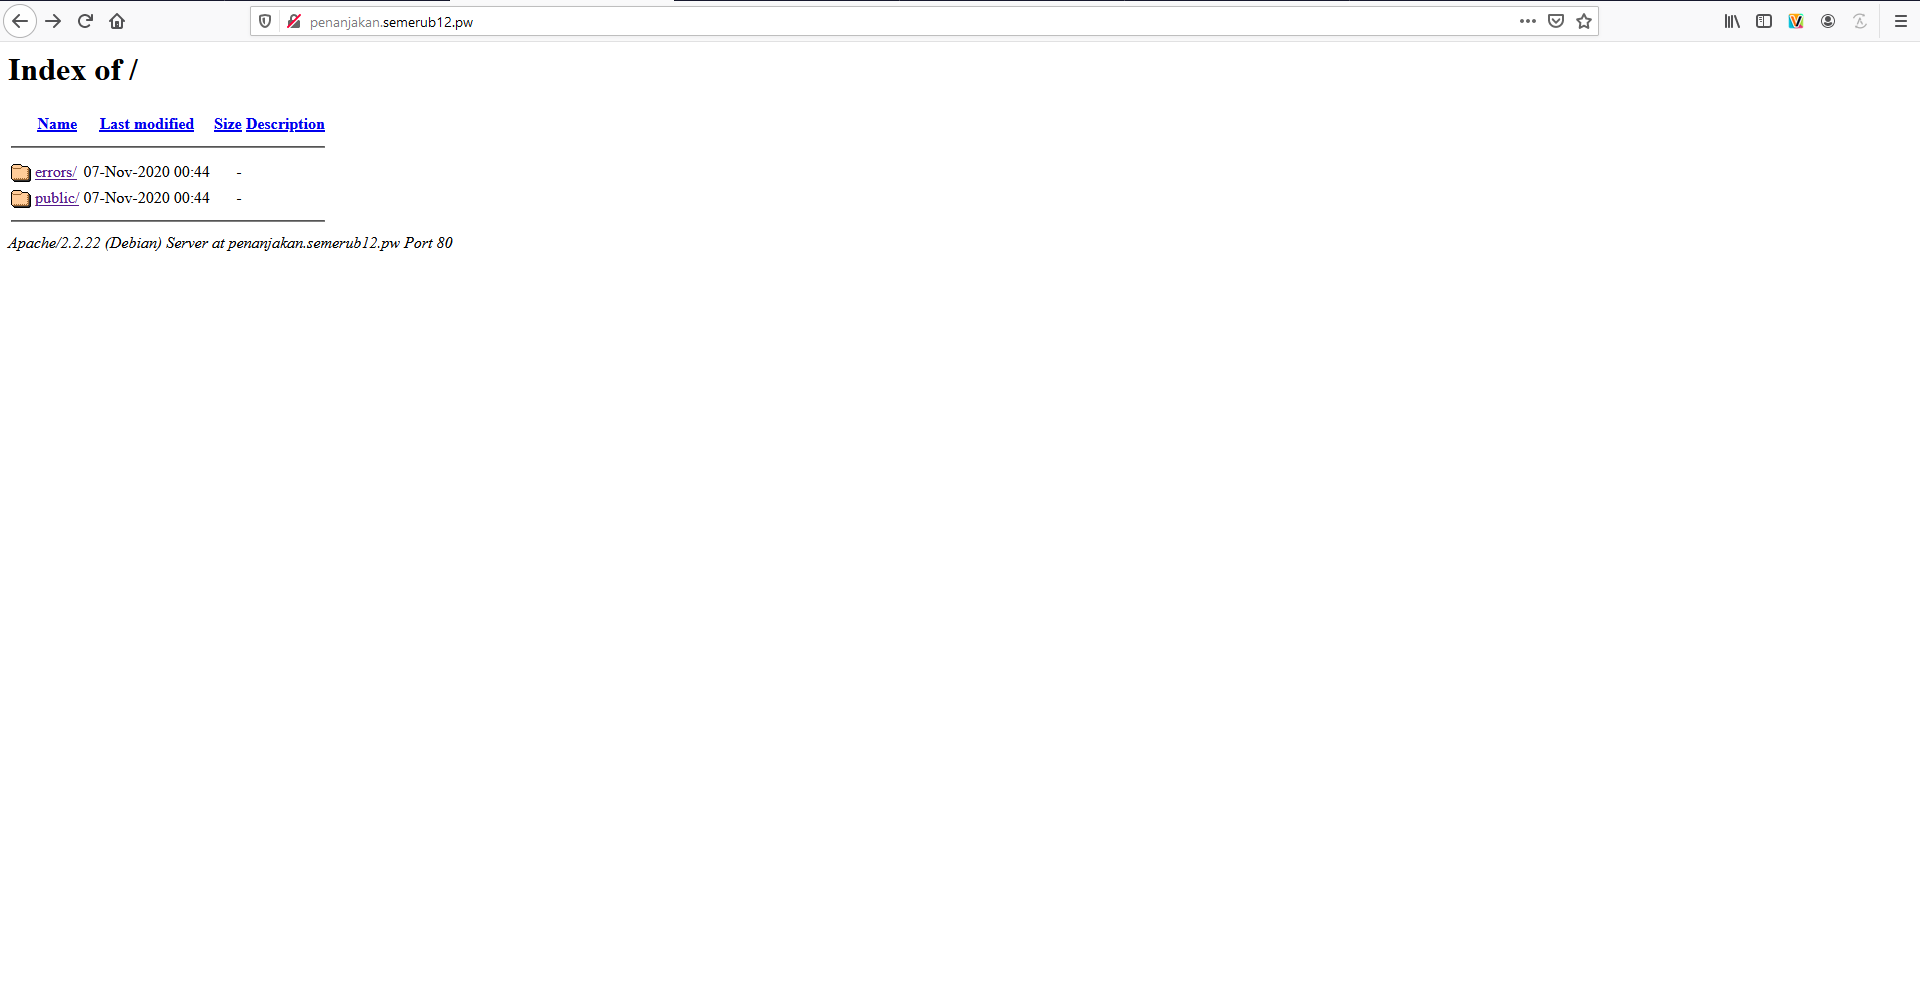 penanjakan.semerub12.pw
Index of /
Name Last modified Size Description
errors/ 07-Nov-2020 00:44 -
public/ 07-Nov-2020 00:44 -
Apache/2.2.22 (Debian) Server at penanjakan.semerub12.pw Port 80